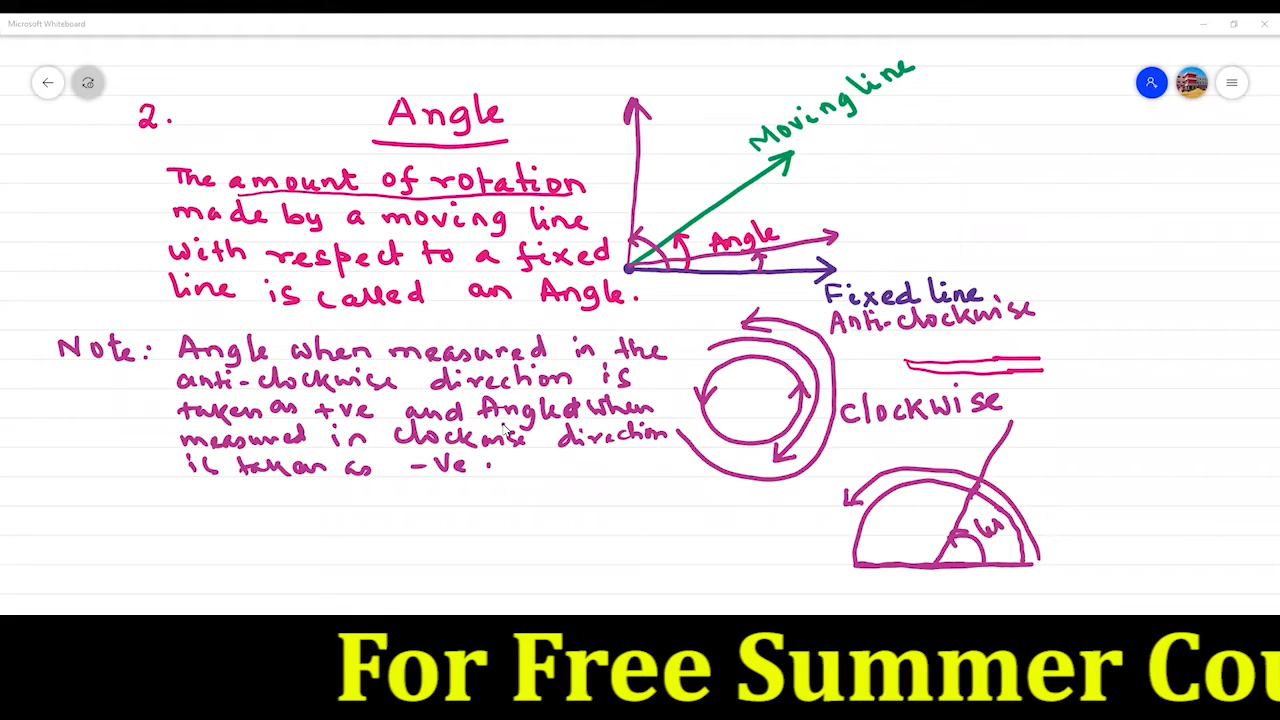 Microsoft Whiteboard
2.
Angle
The amount of rotation
made by a moving line
with respect to a fixed
line is called an Angle.
Moving line
Angle
Fixed line
Anti-clockwise
Note: Angle when measured in the
anti-clockwise direction is
taken as +ve and Angle when
measured in clockwise direction
is taken as -ve.
clockwise
For Free Summer Cou